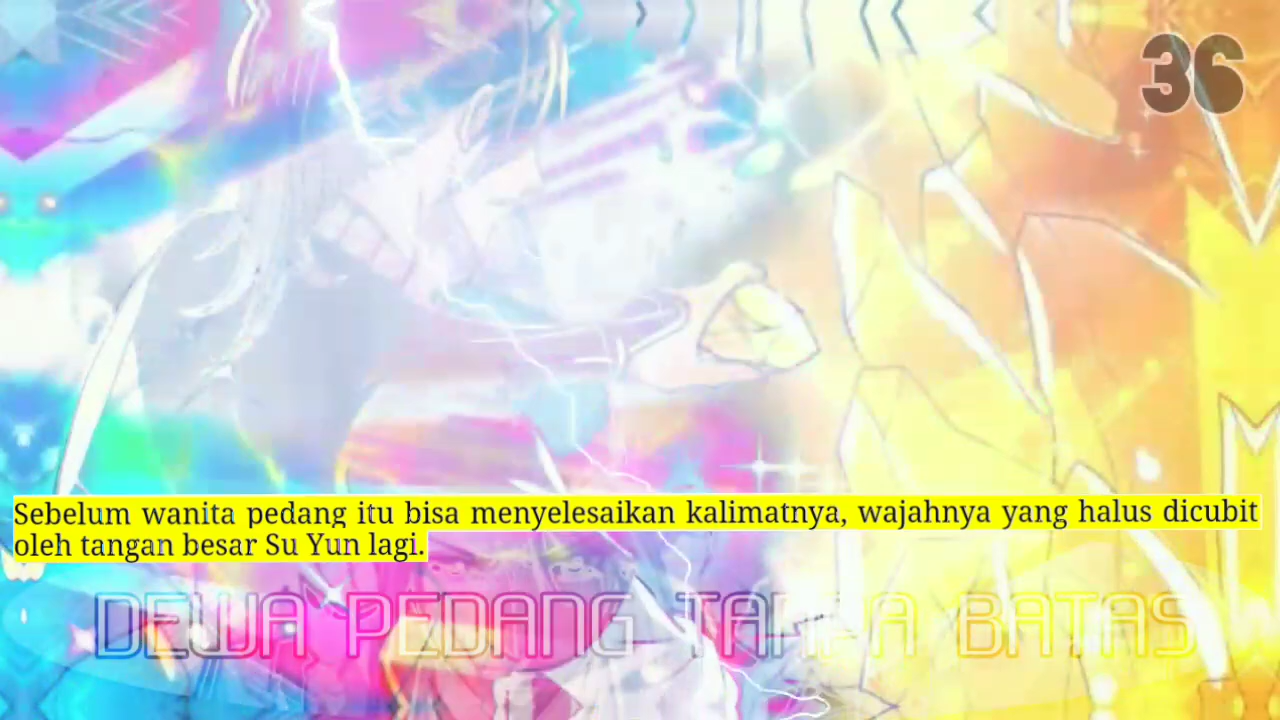 36
Sebelum wanita pedang itu bisa menyelesaikan kalimatnya, wajahnya yang halus dicubit
oleh tangan besar Su Yun lagi.
DEWA PEDANG TANPA BATAS